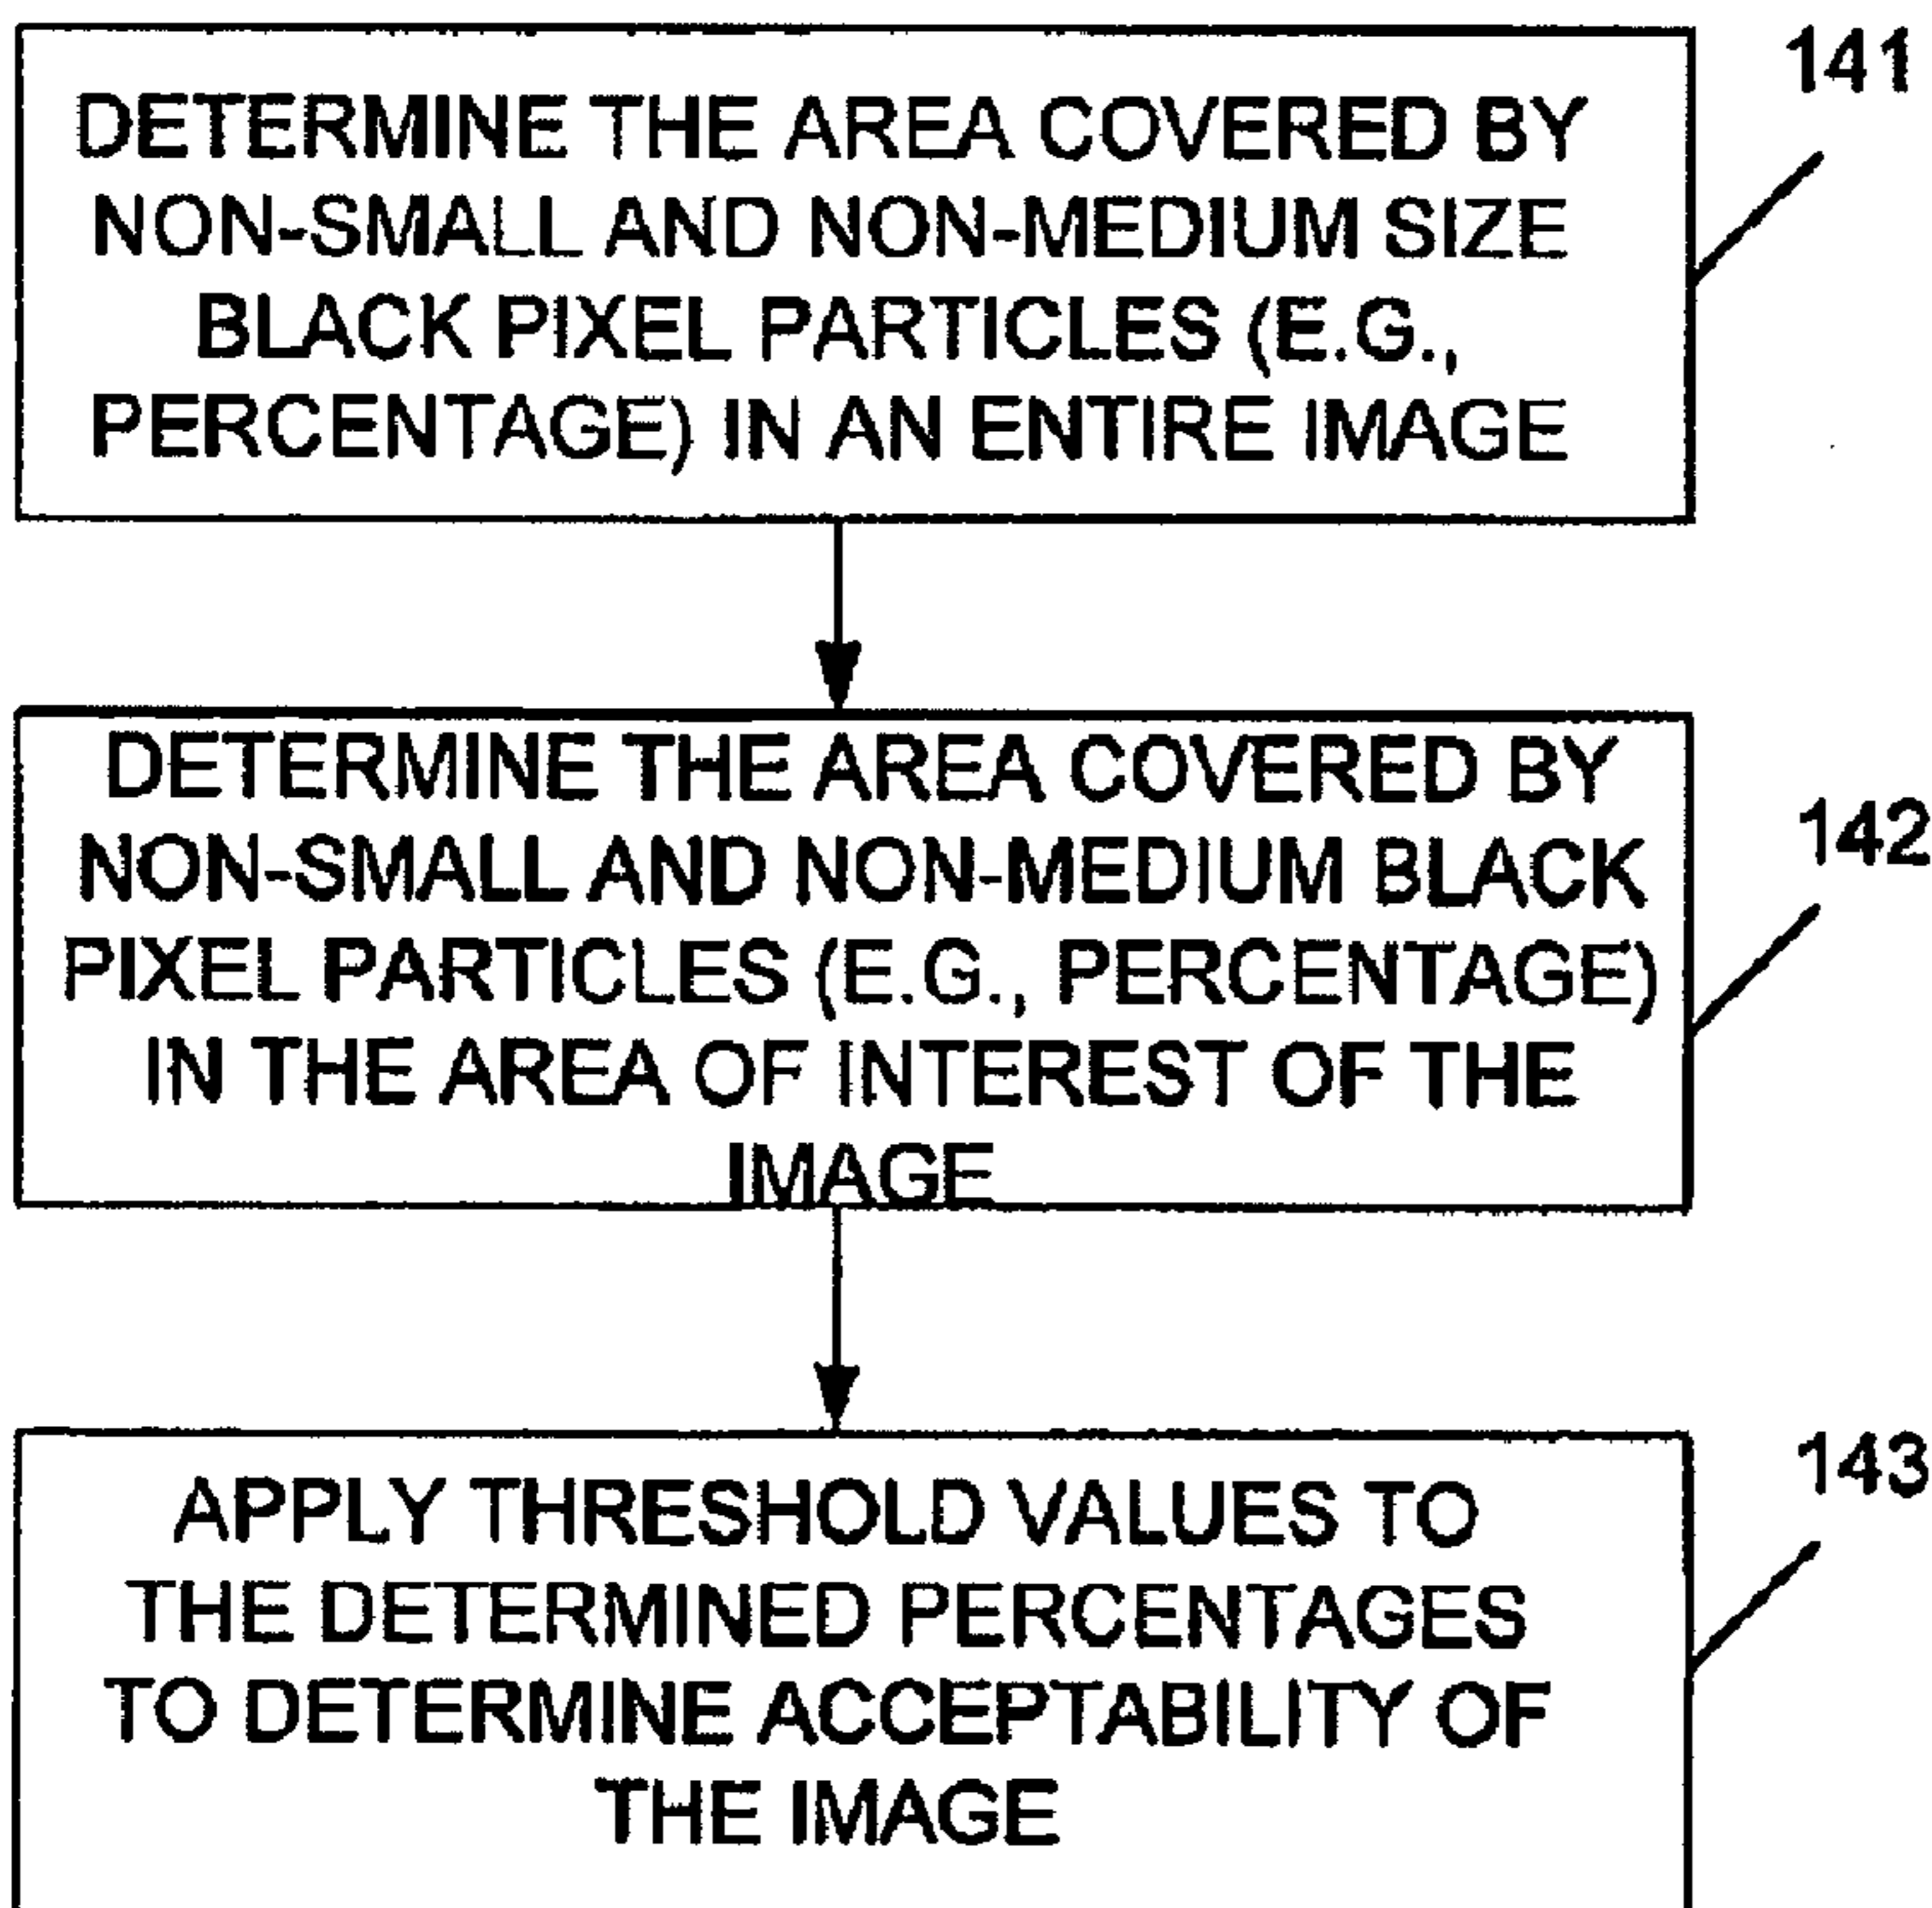 141
DETERMINE THE AREA COVERED BY
NON-SMALL AND NON-MEDIUM SIZE
BLACK PIXEL PARTICLES (E.G.,
PERCENTAGE) IN AN ENTIRE IMAGE
142
DETERMINE THE AREA COVERED BY
NON-SMALL AND NON-MEDIUM BLACK
PIXEL PARTICLES (E.G., PERCENTAGE)
IN THE AREA OF INTEREST OF THE
IMAGE
143
APPLY THRESHOLD VALUES TO
THE DETERMINED PERCENTAGES
TO DETERMINE ACCEPTABILITY OF
THE IMAGE